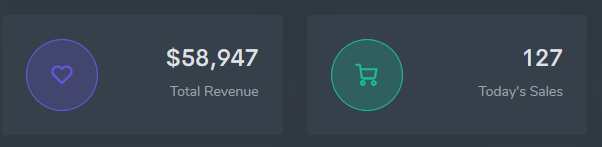 $58,947
Total Revenue
127
Today's Sales